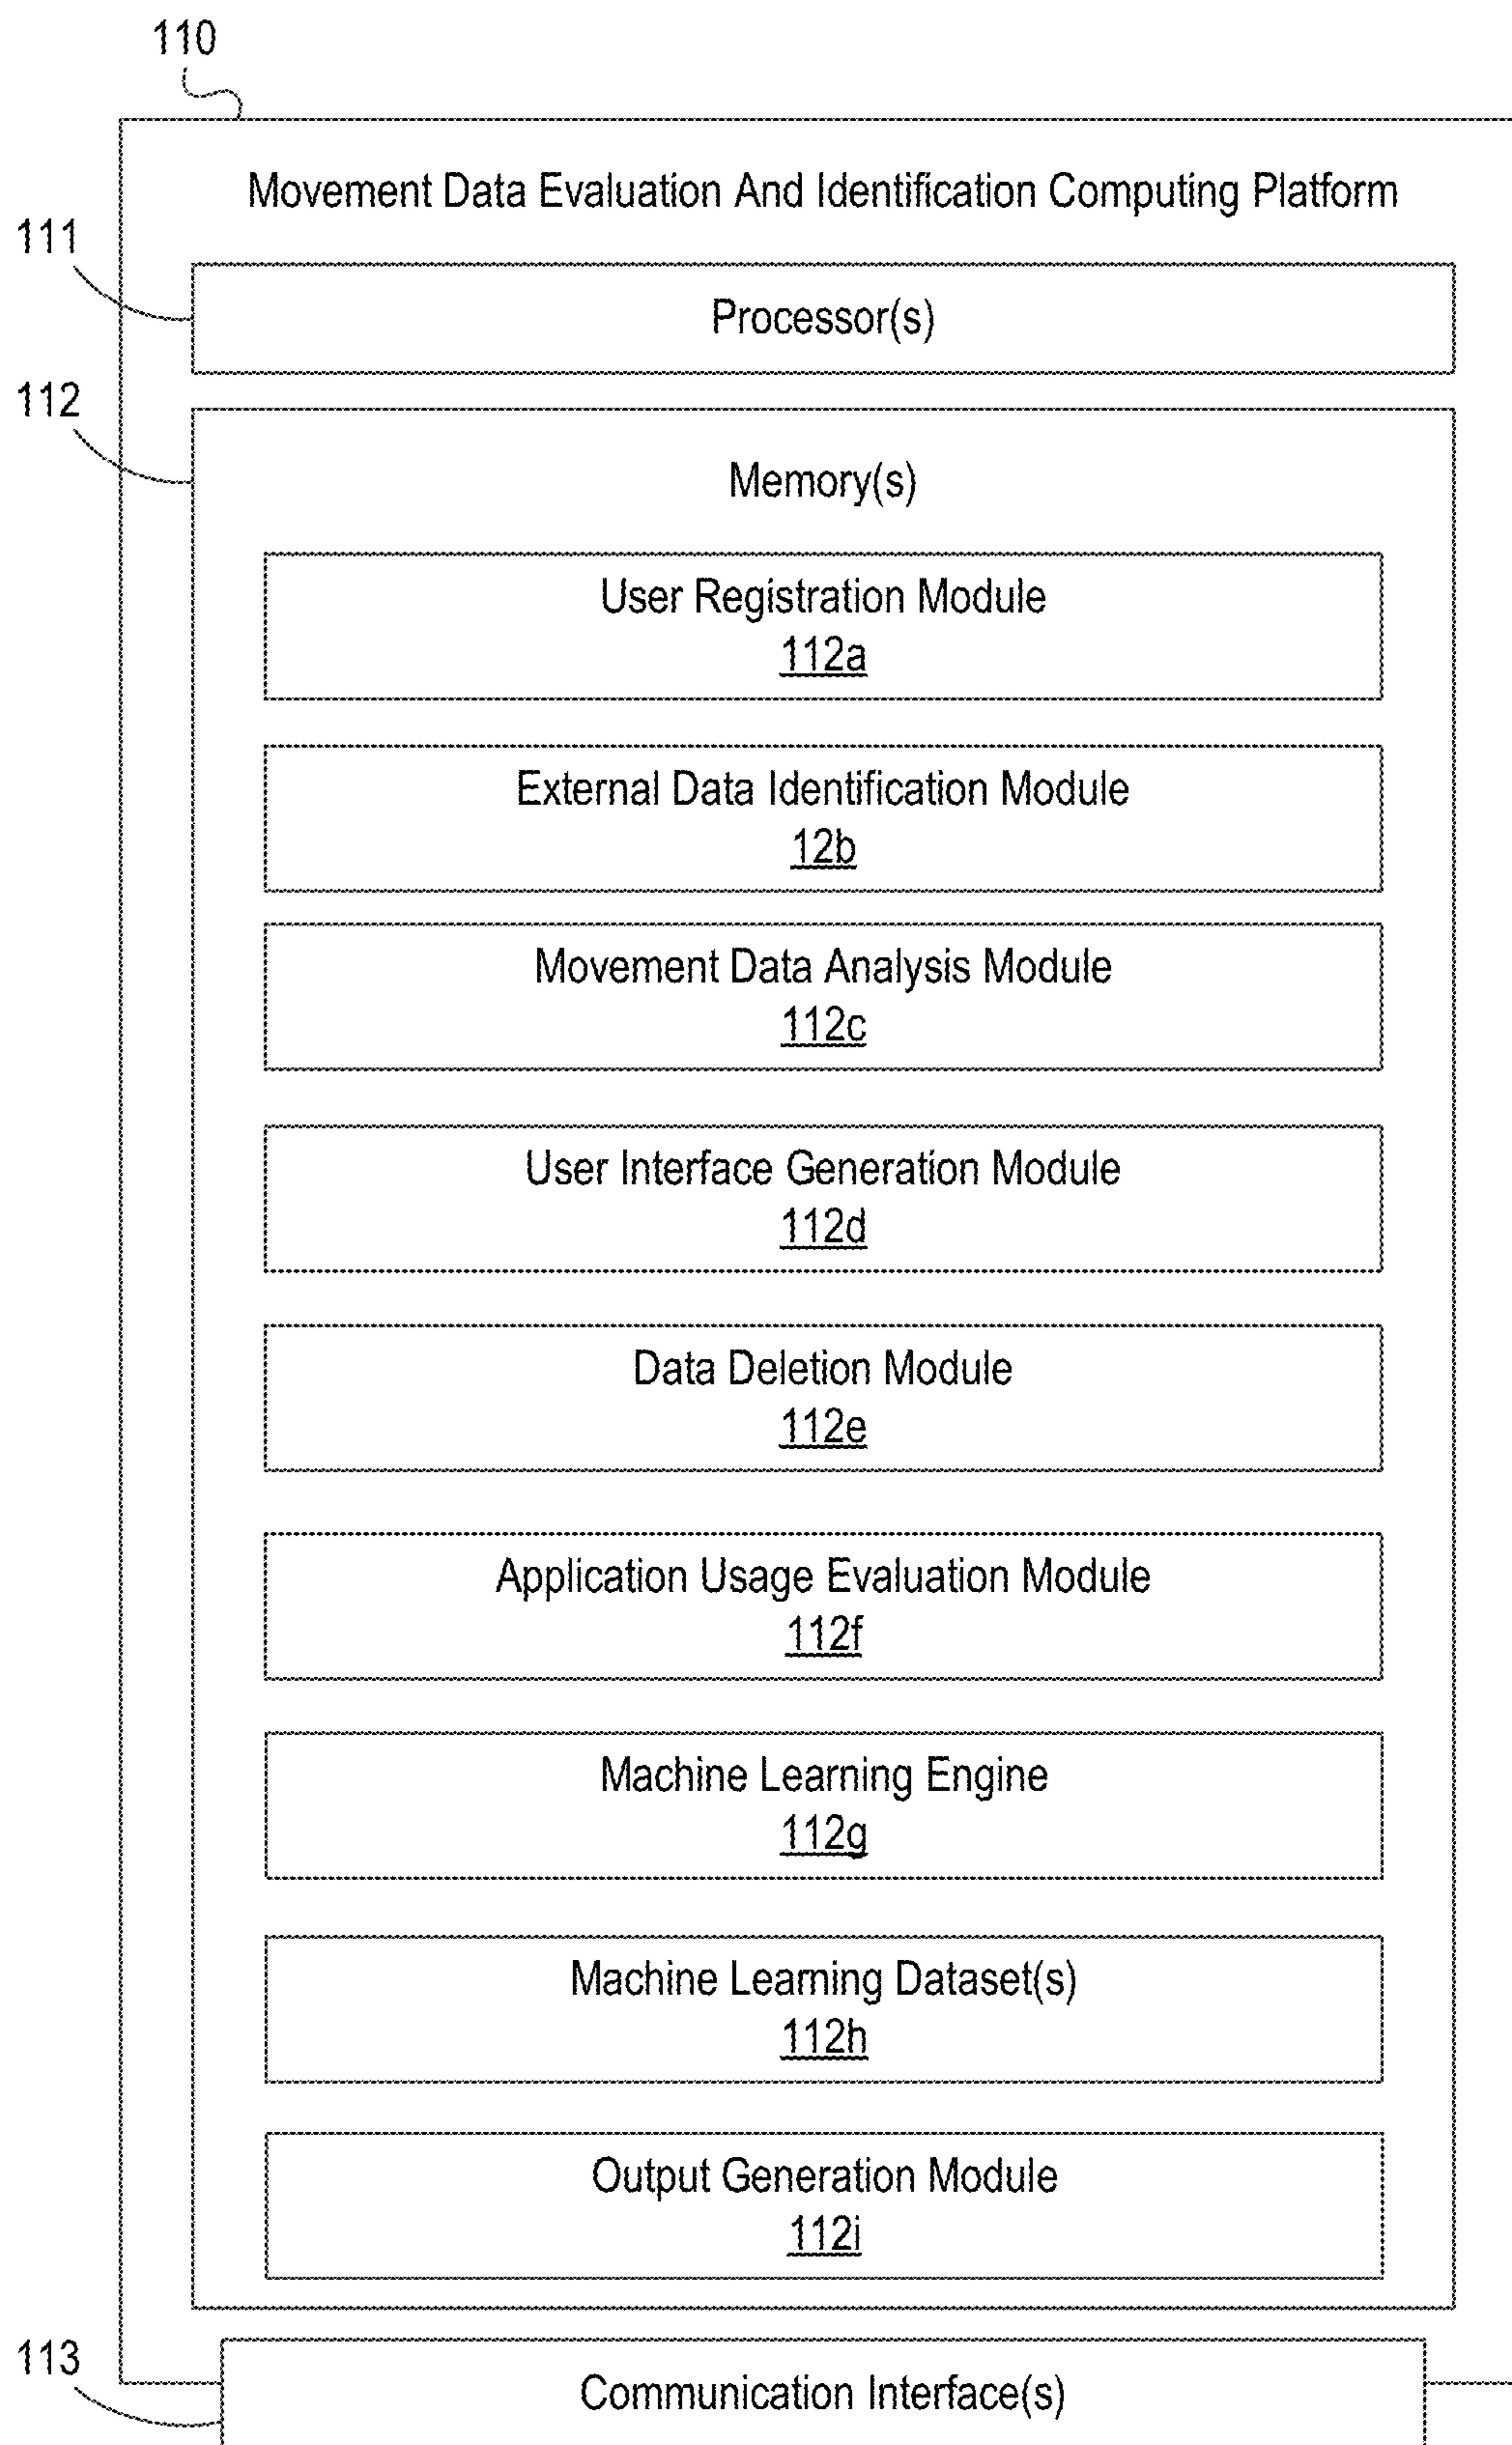 110
Movement Data Evaluation And Identification Computing Platform
111
Processor(s)
112
Memory(s)
User Registration Module
112a
External Data Identification Module
12b
Movement Data Analysis Module
112c
User Interface Generation Module
112d
Data Deletion Module
112e
Application Usage Evaluation Module
112f
Machine Learning Engine
112g
Machine Learning Dataset(s)
112h
Output Generation Module
112i
113
Communication Interface(s)